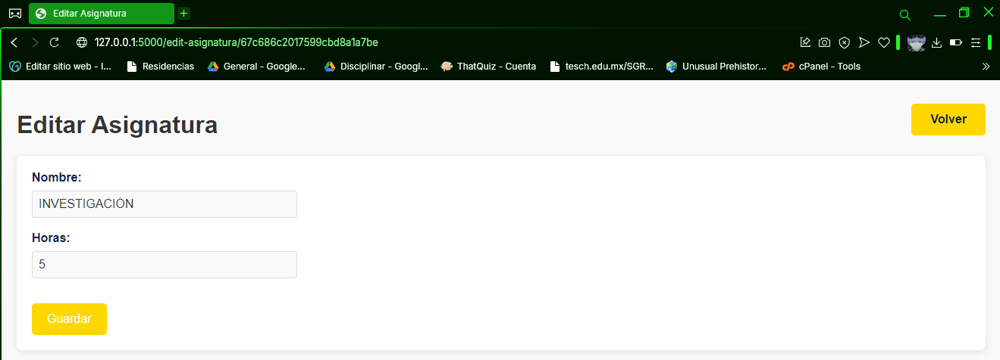 Editar Asignatura
127.0.0.1:5000/edit-asignatura/67c686c2017599cbd8a1a7be
Editar sitio web - I... Residencias General - Google... Disciplinar - Googl... ThatQuiz - Cuenta tesch.edu.mx/SGR... Unusual Prehistor... cPanel - Tools
Editar Asignatura
Volver
Nombre:
INVESTIGACIÓN
Horas:
5
Guardar